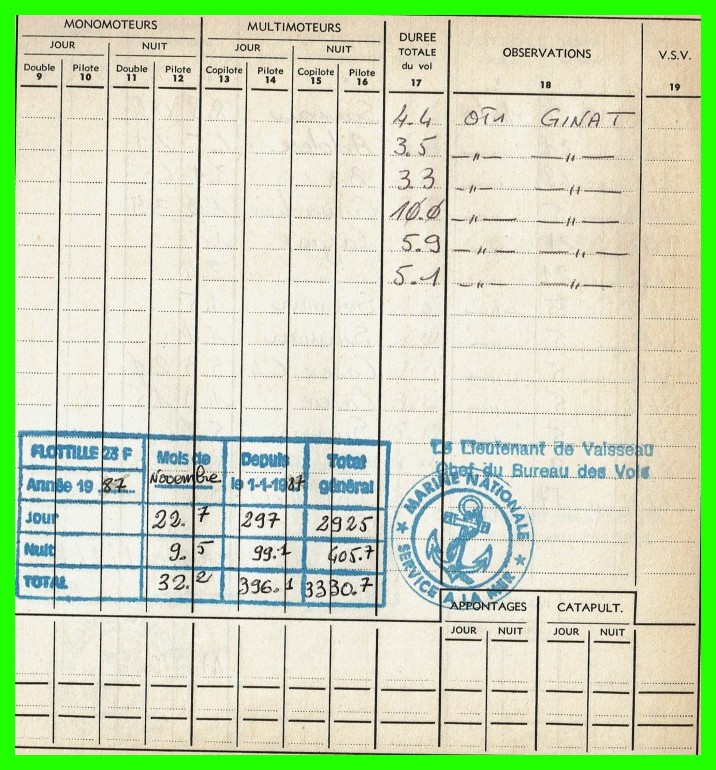 MONOMOTEURS MULTIMOTEURS DUREE TOTALE du vol OBSERVATIONS V.S.V.
JOUR NUIT JOUR NUIT
Double Pilote Double Pilote Copilote Pilote Copilote Pilote
9 10 11 12 13 14 15 16 17 18 19
4.4 OT1 GINAT
3.5 — " — — " —
3.3 — " — — " —
10.0 — " — — " —
5.9 — " — — " —
5.1 — " — — " —
FLOTTILLE 23 F Mois de Novembre Depuis le 1-1-1987 Total général
Année 19 87
Jour 22.7 297 2925
Nuit 9.5 99.1 405.7
TOTAL 32.2 396.1 3330.7
Le Lieutenant de Vaisseau
Chef du Bureau des Vols
MARINE NATIONALE
SERVICE A LA MER
APPONTAGES CATAPULT.
JOUR NUIT JOUR NUIT